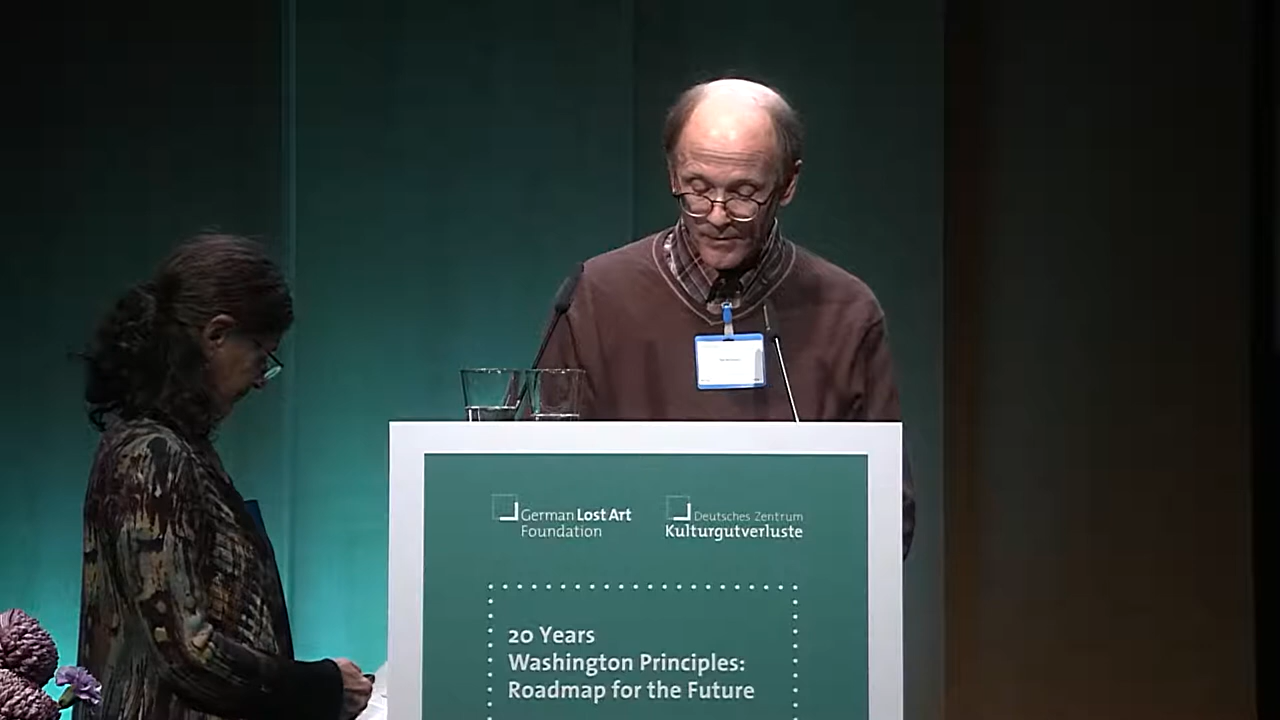 German Lost Art
Foundation
Deutsches Zentrum
Kulturgutverluste
20 Years
Washington Principles:
Roadmap for the Future